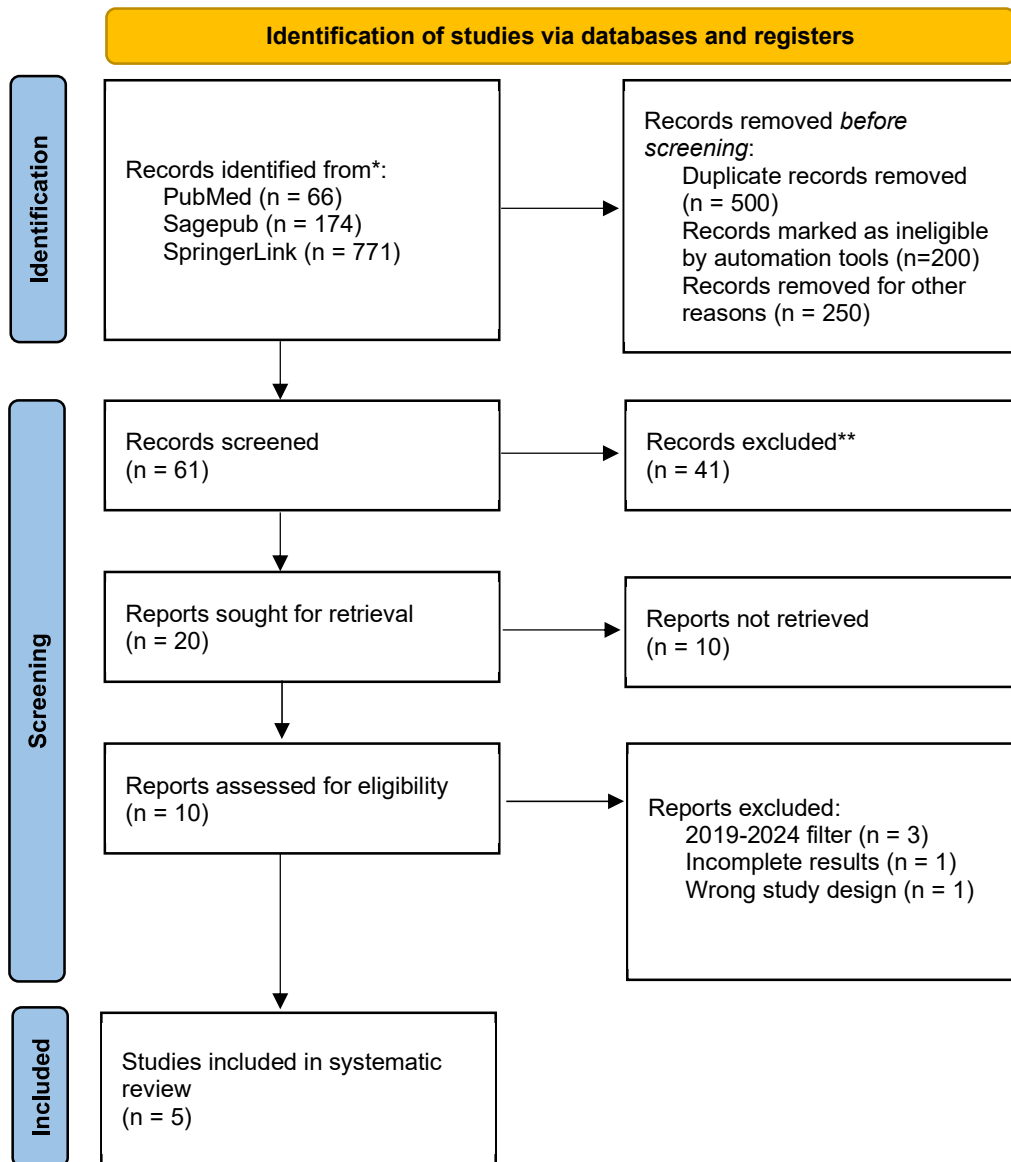 Identification of studies via databases and registers
Identification
Records identified from*:
PubMed (n = 66)
Sagepub (n = 174)
SpringerLink (n = 771)
Records removed before
screening:
Duplicate records removed
(n = 500)
Records marked as ineligible
by automation tools (n=200)
Records removed for other
reasons (n = 250)
Screening
Records screened
(n = 61)
Records excluded**
(n = 41)
Reports sought for retrieval
(n = 20)
Reports not retrieved
(n = 10)
Reports assessed for eligibility
(n = 10)
Reports excluded:
2019-2024 filter (n = 3)
Incomplete results (n = 1)
Wrong study design (n = 1)
Included
Studies included in systematic
review
(n = 5)